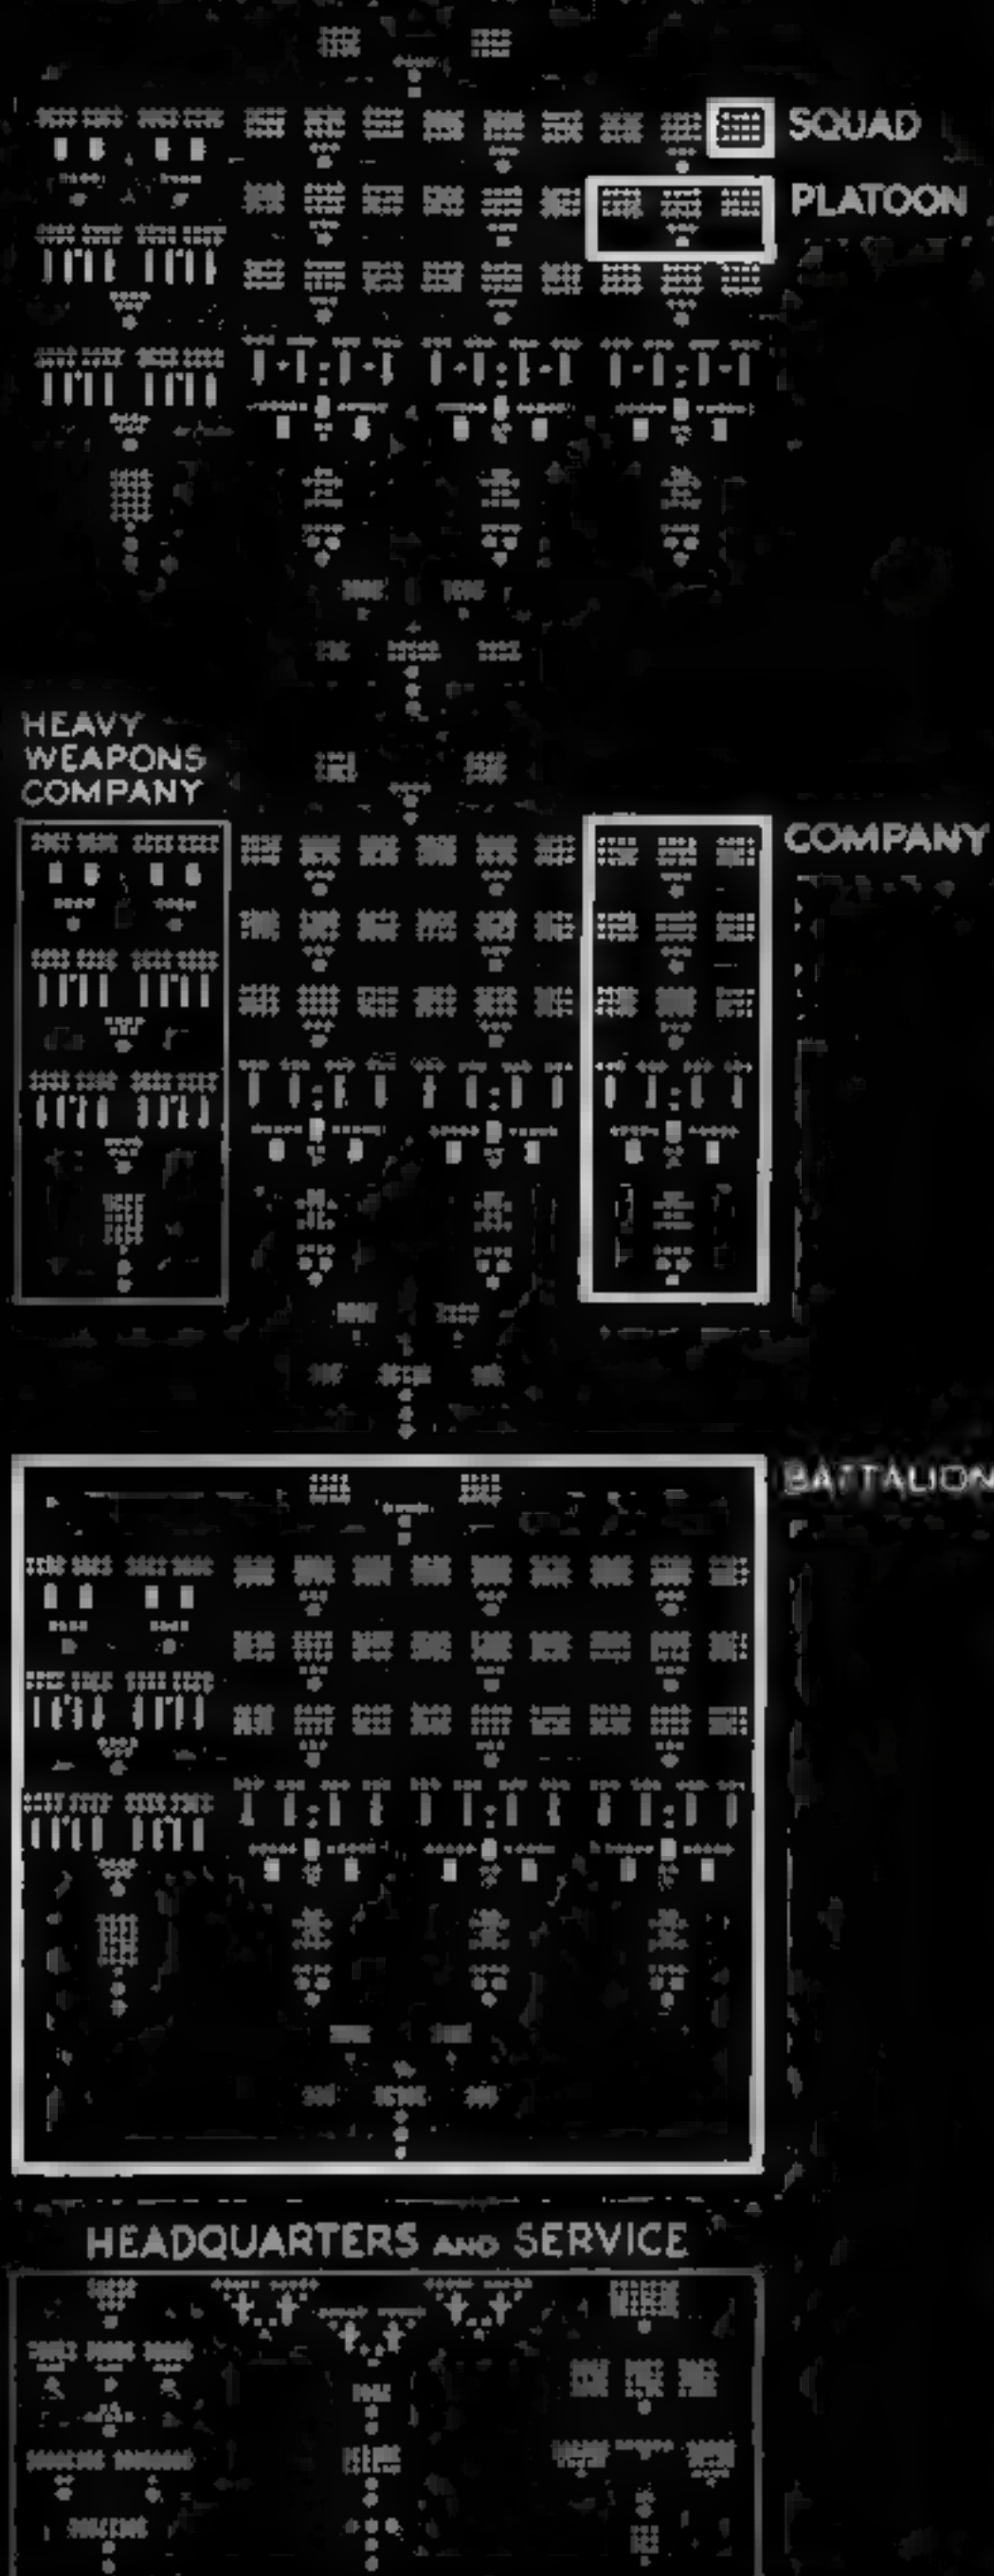 SQUAD
PLATOON
HEAVY
WEAPONS
COMPANY
COMPANY
BATTALION
HEADQUARTERS AND SERVICE